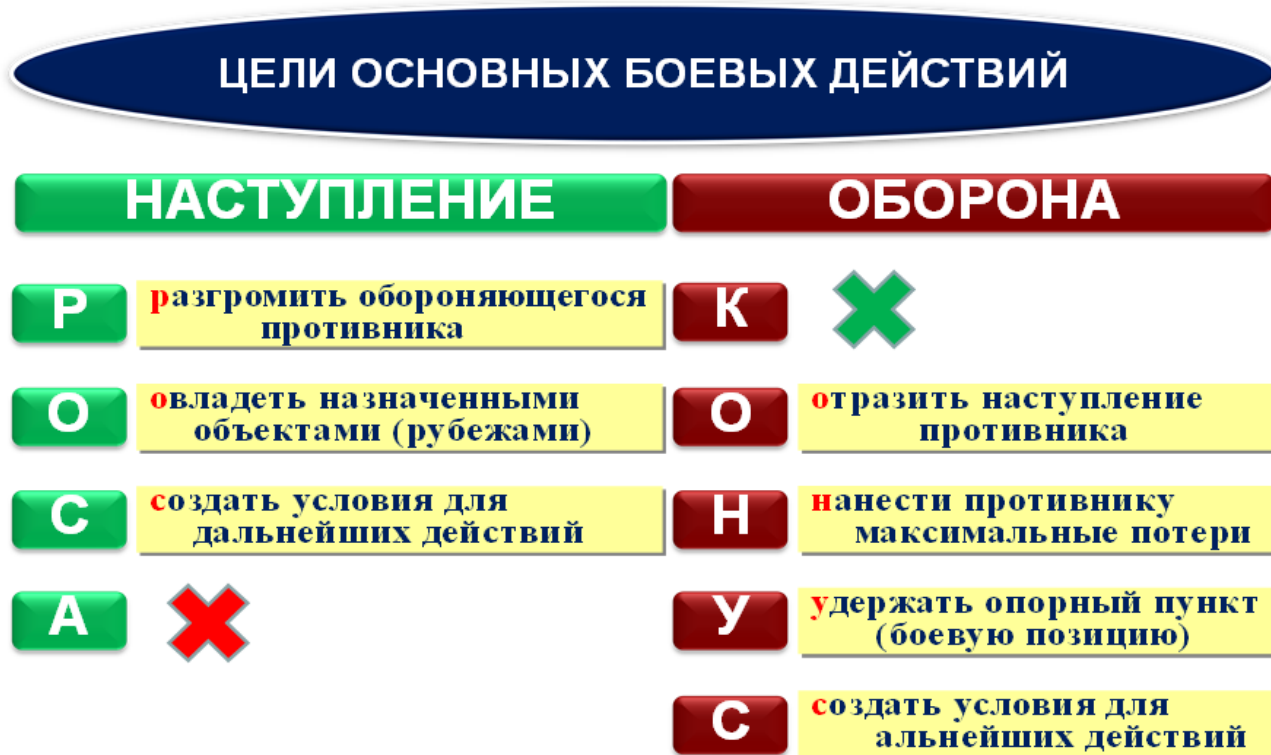 ЦЕЛИ ОСНОВНЫХ БОЕВЫХ ДЕЙСТВИЙ
НАСТУПЛЕНИЕ
Р
разгромить обороняющегося
противника
О
овладеть назначенными
объектами (рубежами)
С
создать условия для
дальнейших действий
А
ОБОРОНА
К
О
отразить наступление
противника
Н
нанести противнику
максимальные потери
У
удержать опорный пункт
(боевую позицию)
С
создать условия для
альнейших действий